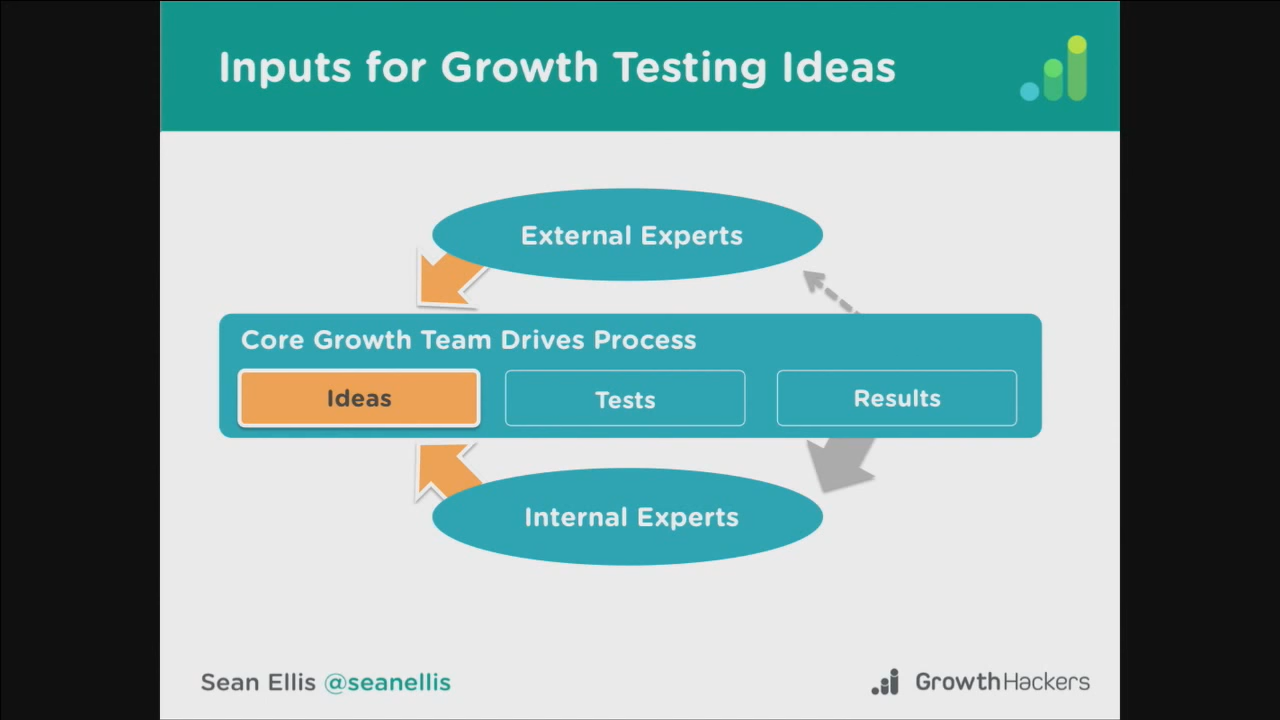 Inputs for Growth Testing Ideas
External Experts
Core Growth Team Drives Process
Ideas
Tests
Results
Internal Experts
Sean Ellis @seanellis
GrowthHackers